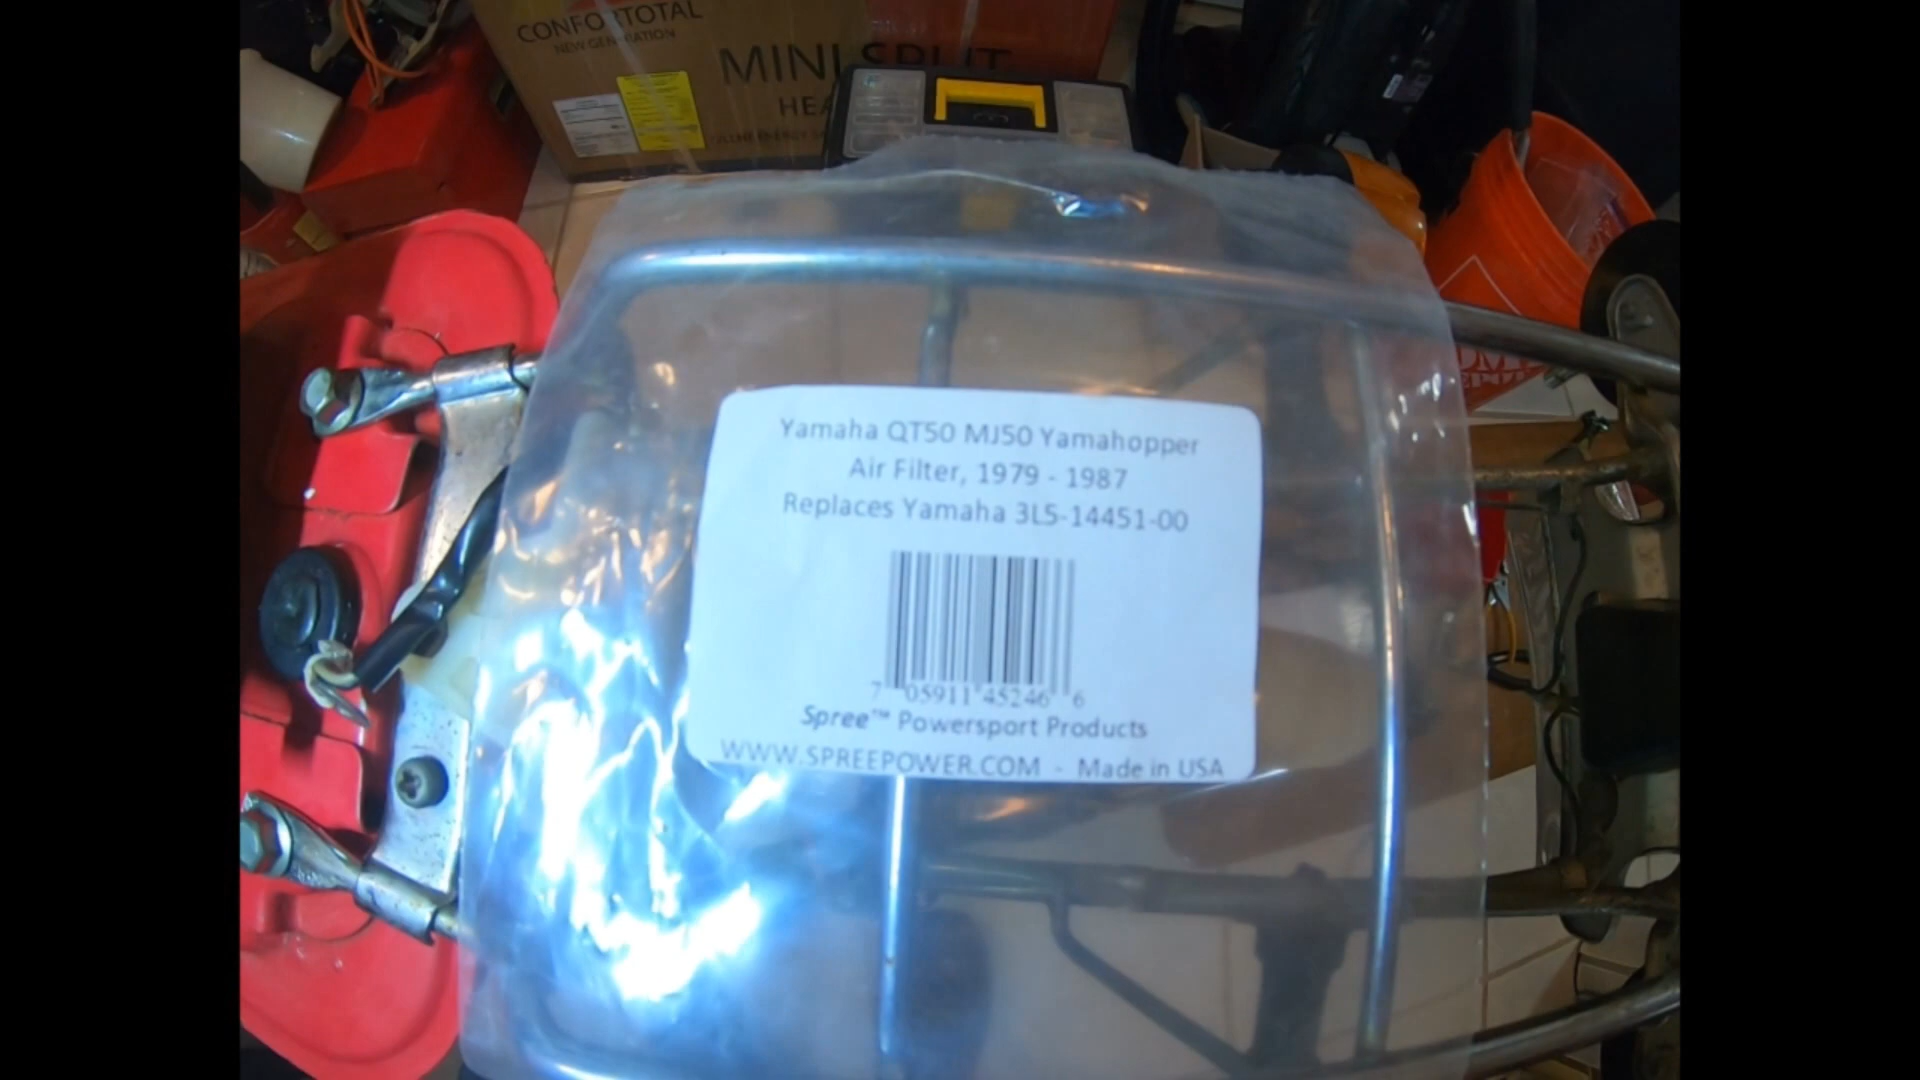 CONFORTOTAL
NEW GENERATION
MINI SPLIT
HEA
Yamaha QT50 MJ50 Yamahopper
Air Filter, 1979 - 1987
Replaces Yamaha 3L5-14451-00
7 05911 45246 6
Spree™ Powersport Products
WWW.SPREEPOWER.COM - Made in USA